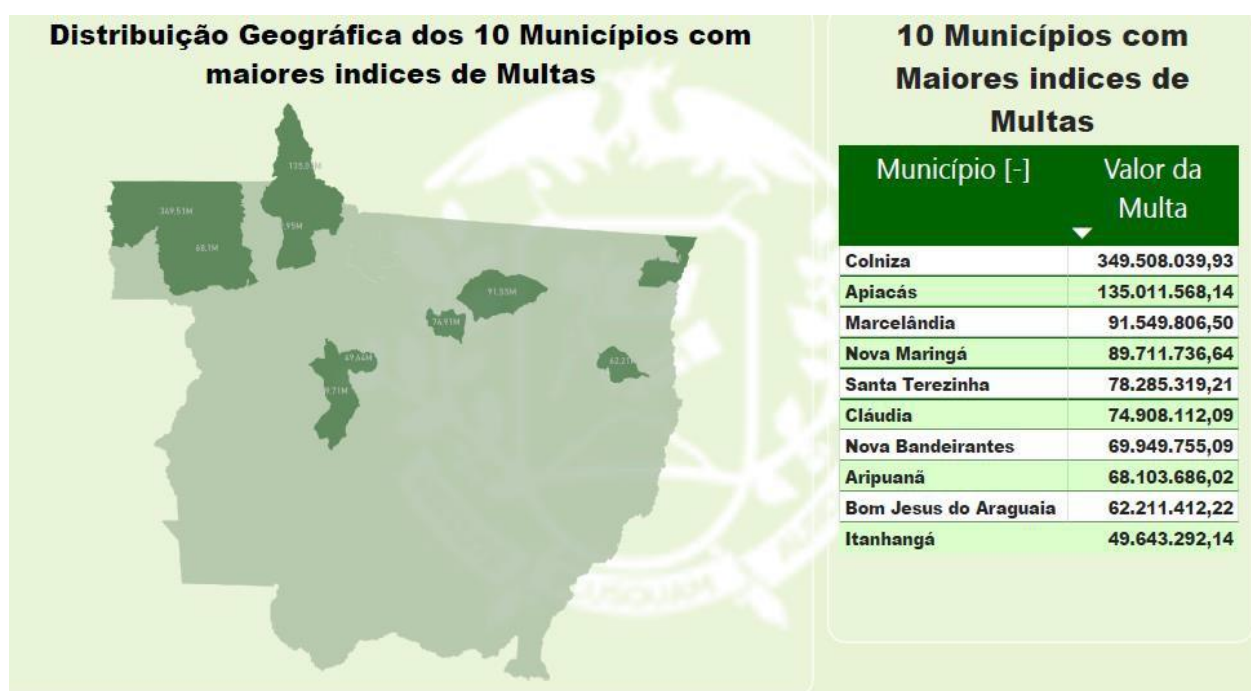 Distribuição Geográfica dos 10 Municípios com
maiores indices de Multas
349,51M
68,1M
91,55M
74,91M
49,64M
10 Municípios com
Maiores indices de
Multas
Município [-] Valor da
Multa
Colniza 349.508.039,93
Apiacás 135.011.568,14
Marcelândia 91.549.806,50
Nova Maringá 89.711.736,64
Santa Terezinha 78.285.319,21
Cláudia 74.908.112,09
Nova Bandeirantes 69.949.755,09
Aripuanã 68.103.686,02
Bom Jesus do Araguaia 62.211.412,22
Itanhangá 49.643.292,14